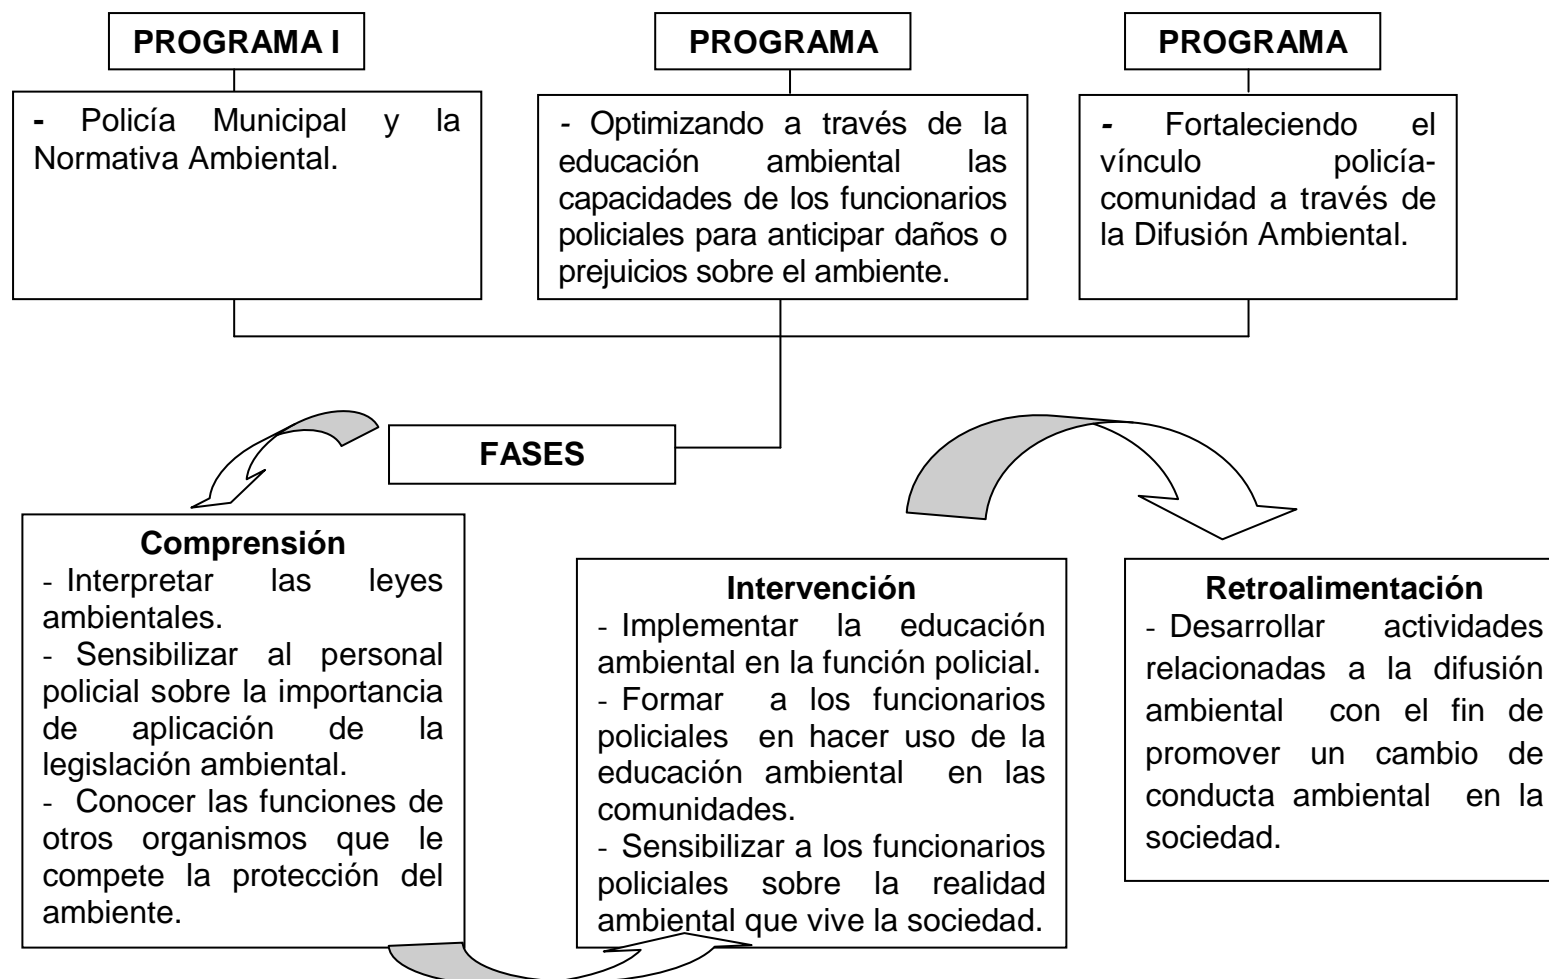 PROGRAMA I
- Policía Municipal y la
Normativa Ambiental.
PROGRAMA
- Optimizando a través de la
educación ambiental las
capacidades de los funcionarios
policiales para anticipar daños o
prejuicios sobre el ambiente.
PROGRAMA
- Fortaleciendo el
vínculo policía-
comunidad a través de
la Difusión Ambiental.
FASES
Comprensión
- Interpretar las leyes
ambientales.
- Sensibilizar al personal
policial sobre la importancia
de aplicación de la
legislación ambiental.
- Conocer las funciones de
otros organismos que le
compete la protección del
ambiente.
Intervención
- Implementar la educación
ambiental en la función policial.
- Formar a los funcionarios
policiales en hacer uso de la
educación ambiental en las
comunidades.
- Sensibilizar a los funcionarios
policiales sobre la realidad
ambiental que vive la sociedad.
Retroalimentación
- Desarrollar actividades
relacionadas a la difusión
ambiental con el fin de
promover un cambio de
conducta ambiental en la
sociedad.